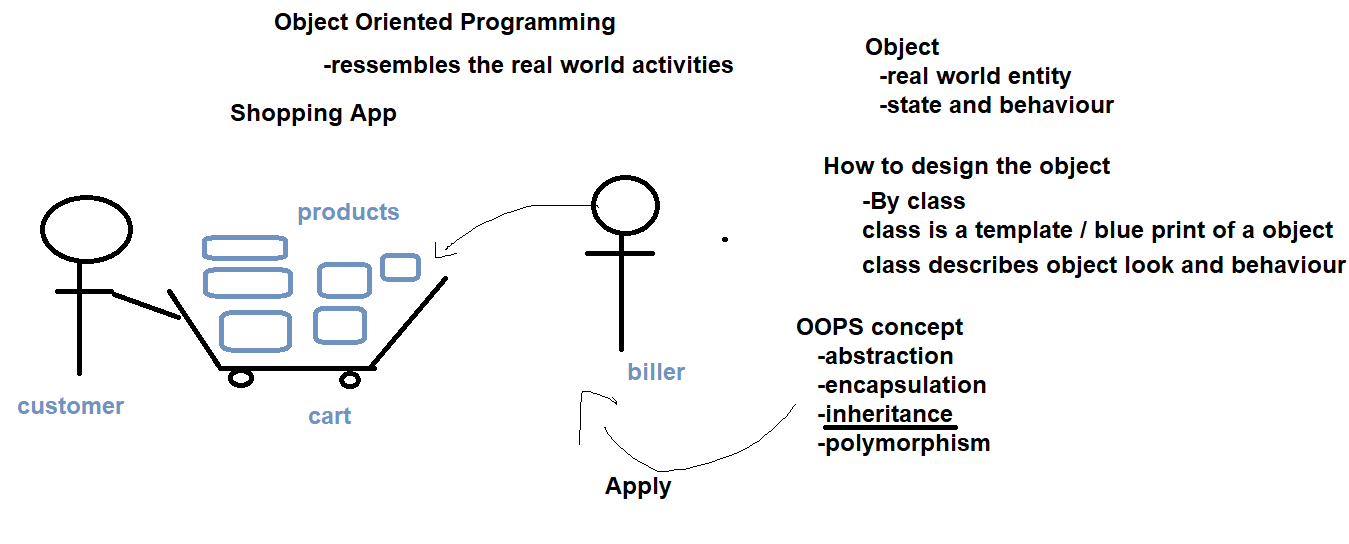 Object Oriented Programming
-ressembles the real world activities
Shopping App
products
customer
cart
biller
Apply
Object
-real world entity
-state and behaviour
How to design the object
-By class
class is a template / blue print of a object
class describes object look and behaviour
OOPS concept
-abstraction
-encapsulation
-inheritance
-polymorphism